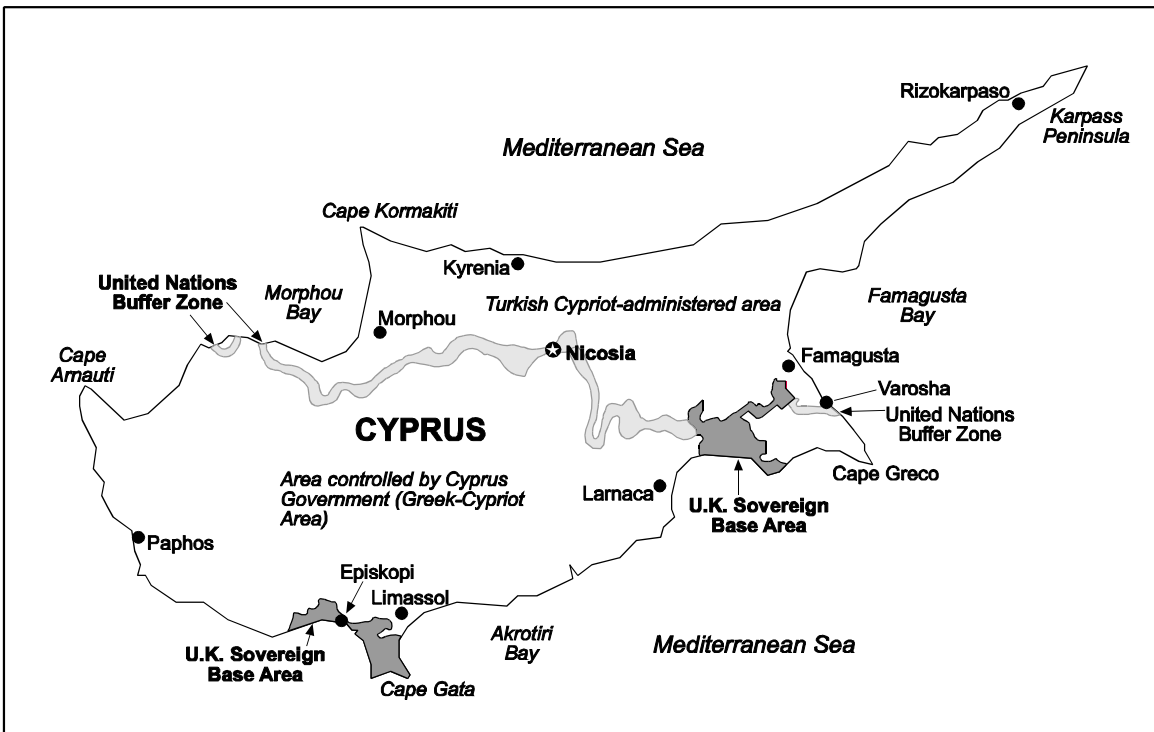 Rizokarpaso
Karpass
Peninsula
Mediterranean Sea
Cape Kormakiti
Kyrenia
United Nations
Buffer Zone
Morphou
Bay
Turkish Cypriot-administered area
Famagusta
Bay
Morphou
Nicosia
Cape
Arnauti
Famagusta
Varosha
United Nations
Buffer Zone
CYPRUS
Cape Greco
Area controlled by Cyprus
Government (Greek-Cypriot
Area)
Larnaca
U.K. Sovereign
Base Area
Paphos
Episkopi
Limassol
Akrotiri
Bay
Mediterranean Sea
U.K. Sovereign
Base Area
Cape Gata